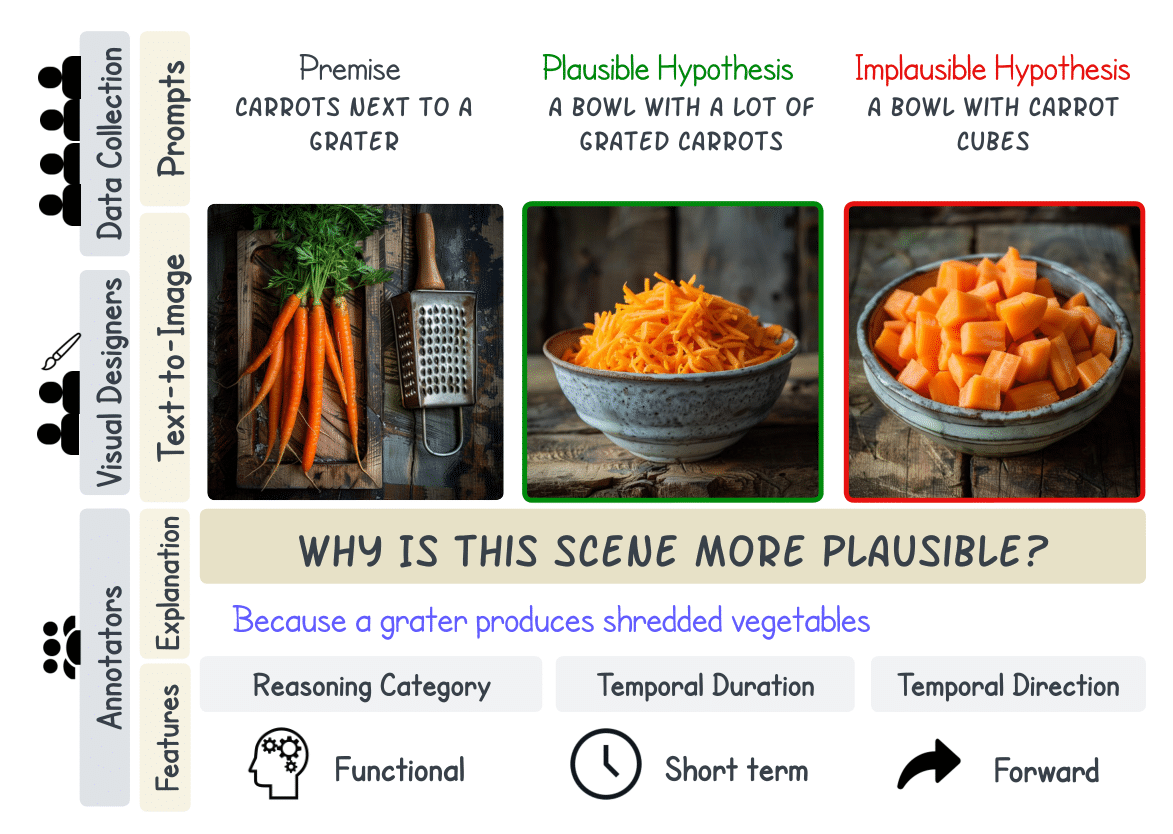 Data Collection
Prompts
Premise
CARROTS NEXT TO A
GRATER
Plausible Hypothesis
A BOWL WITH A LOT OF
GRATED CARROTS
Implausible Hypothesis
A BOWL WITH CARROT
CUBES
Visual Designers
Text-to-Image
Annotators
Explanation
WHY IS THIS SCENE MORE PLAUSIBLE?
Because a grater produces shredded vegetables
Features
Reasoning Category
Temporal Duration
Temporal Direction
Functional
Short term
Forward